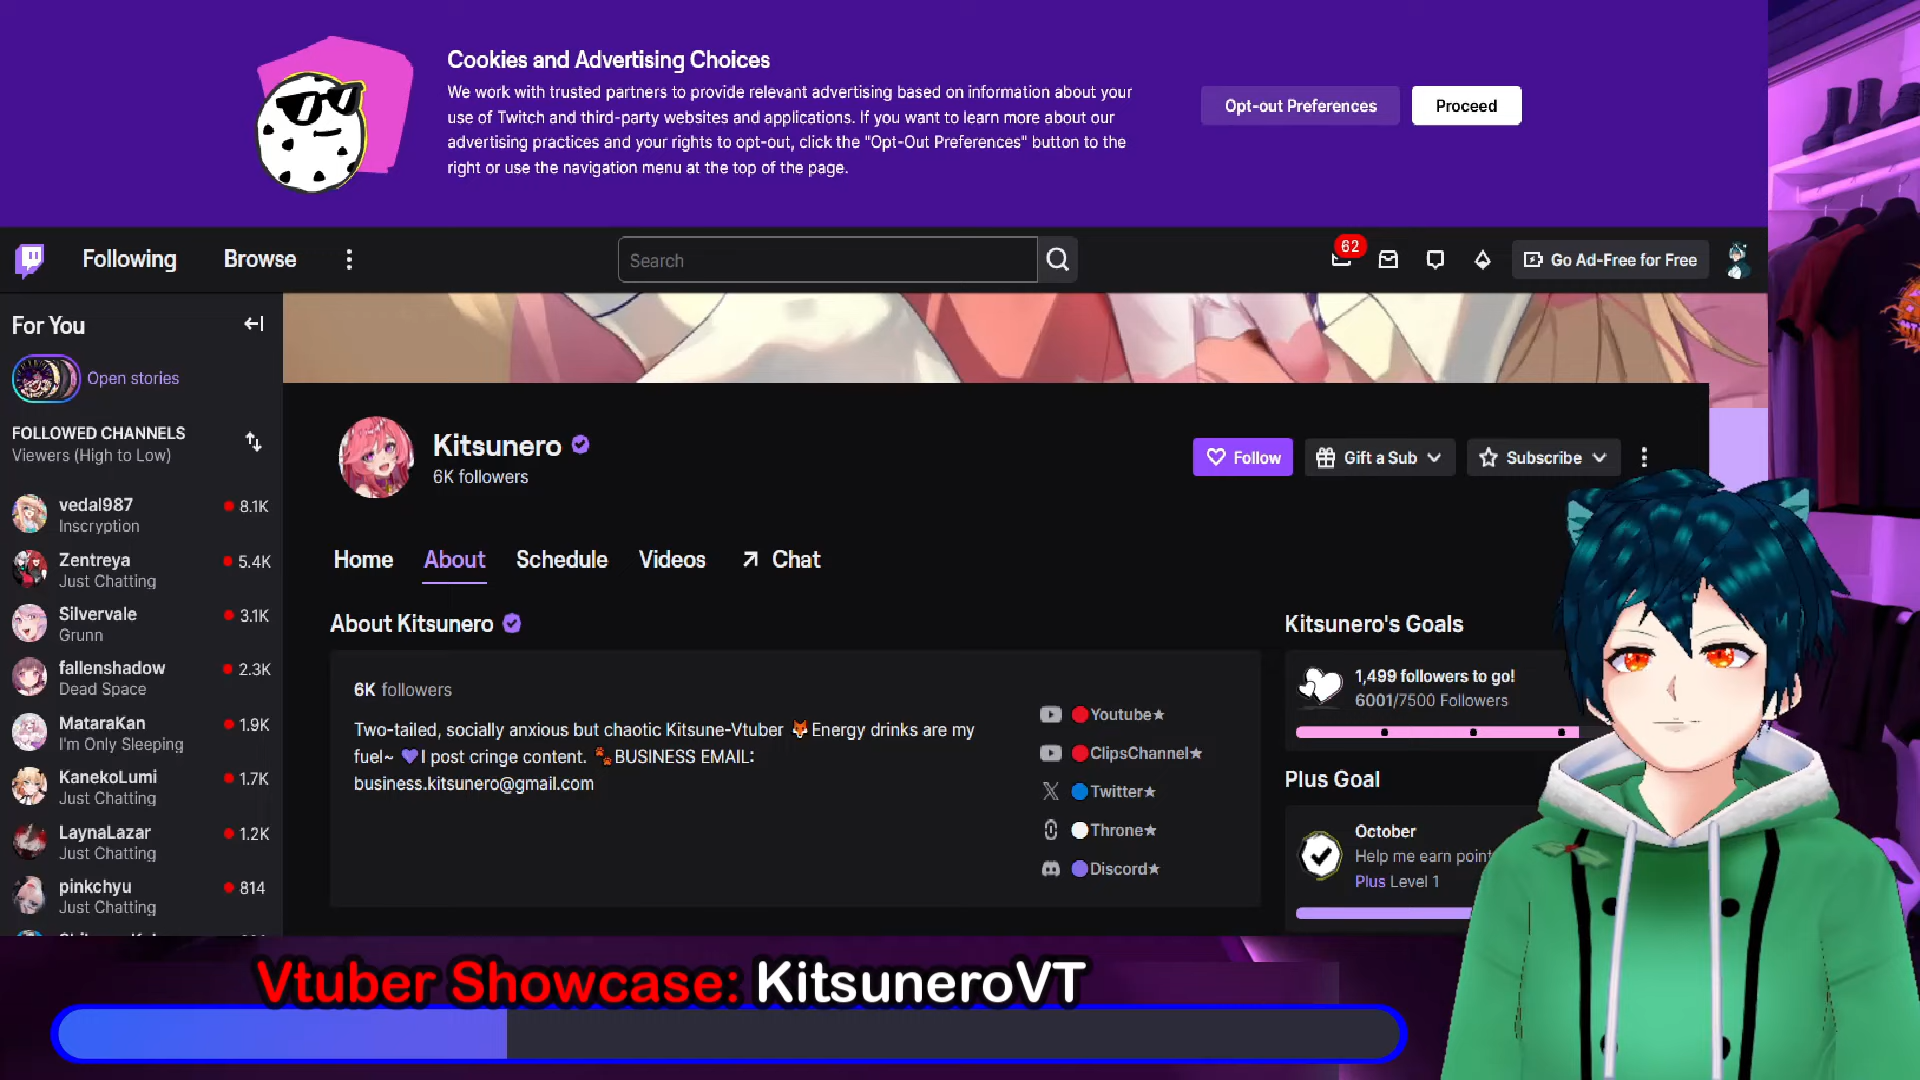 Cookies and Advertising Choices
We work with trusted partners to provide relevant advertising based on information about your
use of Twitch and third-party websites and applications. If you want to learn more about our
advertising practices and your rights to opt-out, click the "Opt-Out Preferences" button to the
right or use the navigation menu at the top of the page.
Opt-out Preferences
Proceed
Following
Browse
Search
62
Go Ad-Free for Free
For You
Open stories
FOLLOWED CHANNELS
Viewers (High to Low)
vedal987
8.1K
Inscryption
Zentreya
5.4K
Just Chatting
Silvervale
3.1K
Grunn
fallenshadow
2.3K
Dead Space
MataraKan
1.9K
I'm Only Sleeping
KanekoLumi
1.7K
Just Chatting
LaynaLazar
1.2K
Just Chatting
pinkchyu
814
Just Chatting
Kitsunero
6K followers
Follow
Gift a Sub
Subscribe
Home
About
Schedule
Videos
Chat
About Kitsunero
6K followers
Two-tailed, socially anxious but chaotic Kitsune-Vtuber 🦊Energy drinks are my
fuel~ 💜I post cringe content. 🐾BUSINESS EMAIL:
business.kitsunero@gmail.com
🔴Youtube★
🔴ClipsChannel★
🔵Twitter★
⚪Throne★
🟣Discord★
Kitsunero's Goals
1,499 followers to go!
6001/7500 Followers
Plus Goal
October
Help me earn point
Plus Level 1
Vtuber Showcase: KitsuneroVT